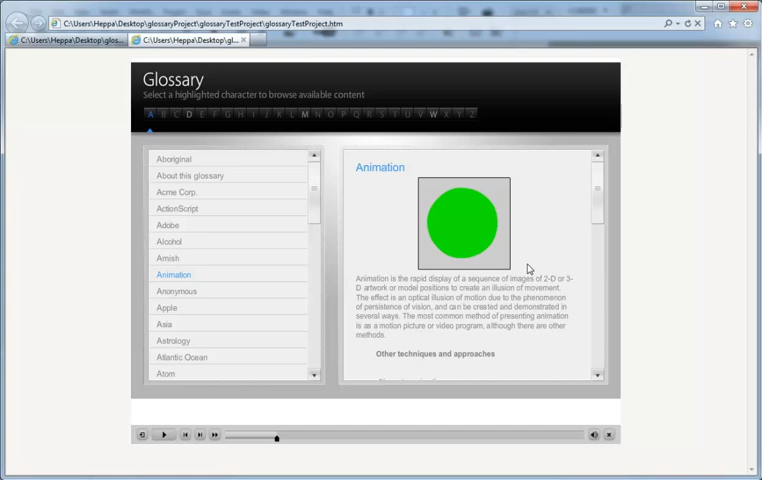 C:\Users\Heppa\Desktop\glossaryProject\glossaryTestProject\glossaryTestProject.htm
C:\Users\Heppa\Desktop\glos...
C:\Users\Heppa\Desktop\gl...
Glossary
Select a highlighted character to browse available content
A B C D E F G H I J K L M N O P Q R S T U V W X Y Z
Aboriginal
About this glossary
Acme Corp.
ActionScript
Adobe
Alcohol
Amish
Animation
Anonymous
Apple
Asia
Astrology
Atlantic Ocean
Atom
Animation
Animation is the rapid display of a sequence of images of 2-D or 3-
D artwork or model positions to create an illusion of movement.
The effect is an optical illusion of motion due to the phenomenon
of persistence of vision, and can be created and demonstrated in
several ways. The most common method of presenting animation
is as a motion picture or video program, although there are other
methods.
Other techniques and approaches